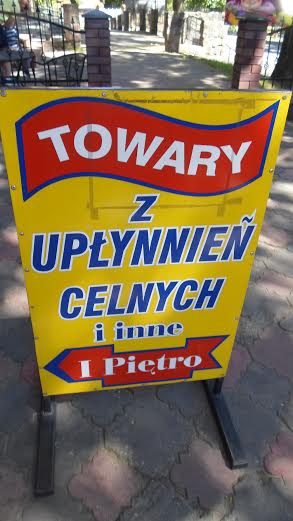 TOWARY
Z
UPŁYNNIEŃ
CELNYCH
i inne
I Piętro